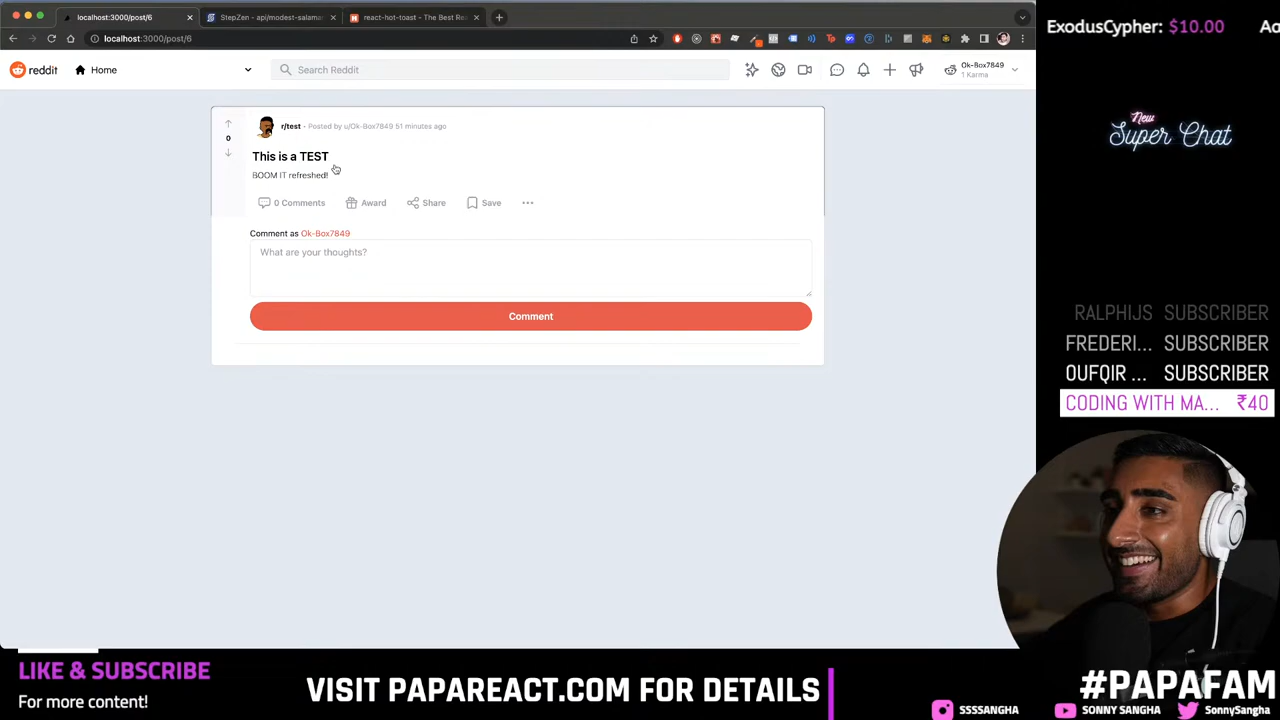 localhost:3000/post/6
StepZen - api/modest-salama
react-hot-toast - The Best Rea
localhost:3000/post/6
reddit
Home
Search Reddit
Ok-Box7849
1 Karma
0
r/test • Posted by u/Ok-Box7849 51 minutes ago
This is a TEST
BOOM IT refreshed!
0 Comments
Award
Share
Save
Comment as Ok-Box7849
What are your thoughts?
Comment
ExodusCypher: $10.00
Ac
New
Super Chat
RALPHIJS SUBSCRIBER
FREDERI... SUBSCRIBER
OUFQIR ... SUBSCRIBER
CODING WITH MA... ₹40
LIKE & SUBSCRIBE
For more content!
VISIT PAPAREACT.COM FOR DETAILS
#PAPAFAM
SSSSANGHA
SONNY SANGHA
SonnySangha